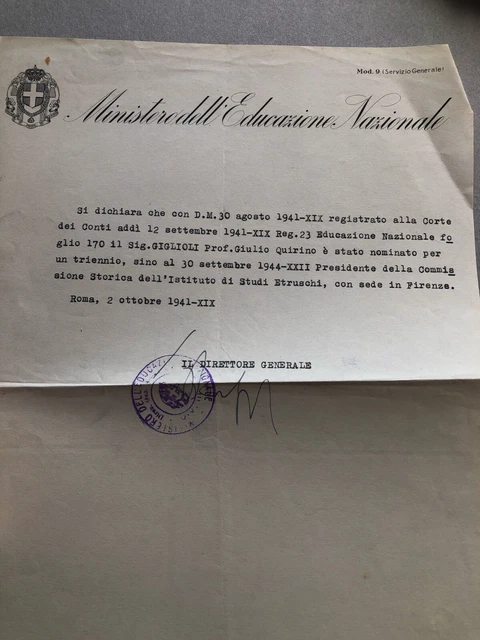 Mod. 9 (Servizio Generale)
Ministero dell'Educazione Nazionale
Si dichiara che con D.M.30 agosto 1941-XIX registrato alla Corte
dei Conti addì 12 settembre 1941-XIX Reg.23 Educazione Nazionale fo
glio 170 il Sig.GIGLIOLI Prof.Giulio Quirino è stato nominato per
un triennio, sino al 30 settembre 1944-XXII Presidente della Commis
sione Storica dell'Istituto di Studi Etruschi, con sede in Firenze.
Roma, 2 ottobre 1941-XIX
IL DIRETTORE GENERALE
MINISTERO DELL'EDUCAZIONE